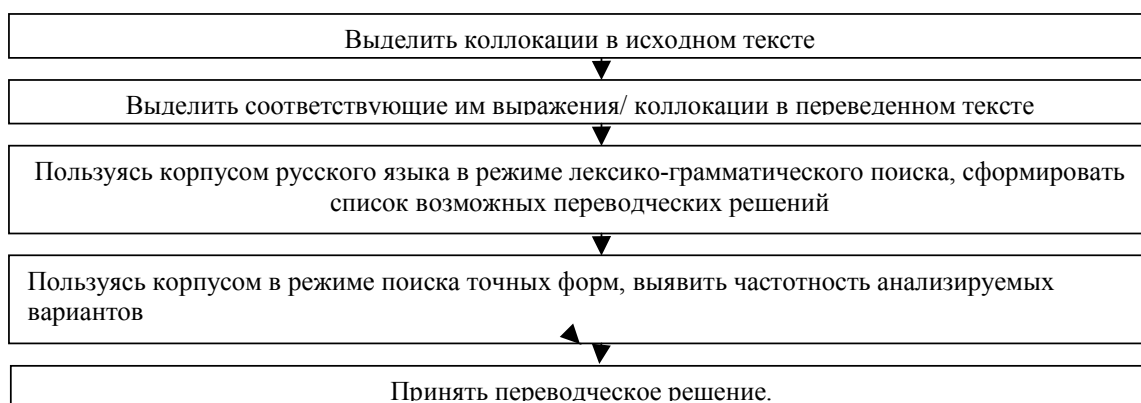 Выделить коллокации в исходном тексте
Выделить соответствующие им выражения/ коллокации в переведенном тексте
Пользуясь корпусом русского языка в режиме лексико-грамматического поиска, сформировать
список возможных переводческих решений
Пользуясь корпусом в режиме поиска точных форм, выявить частотность анализируемых
вариантов
Принять переводческое решение.